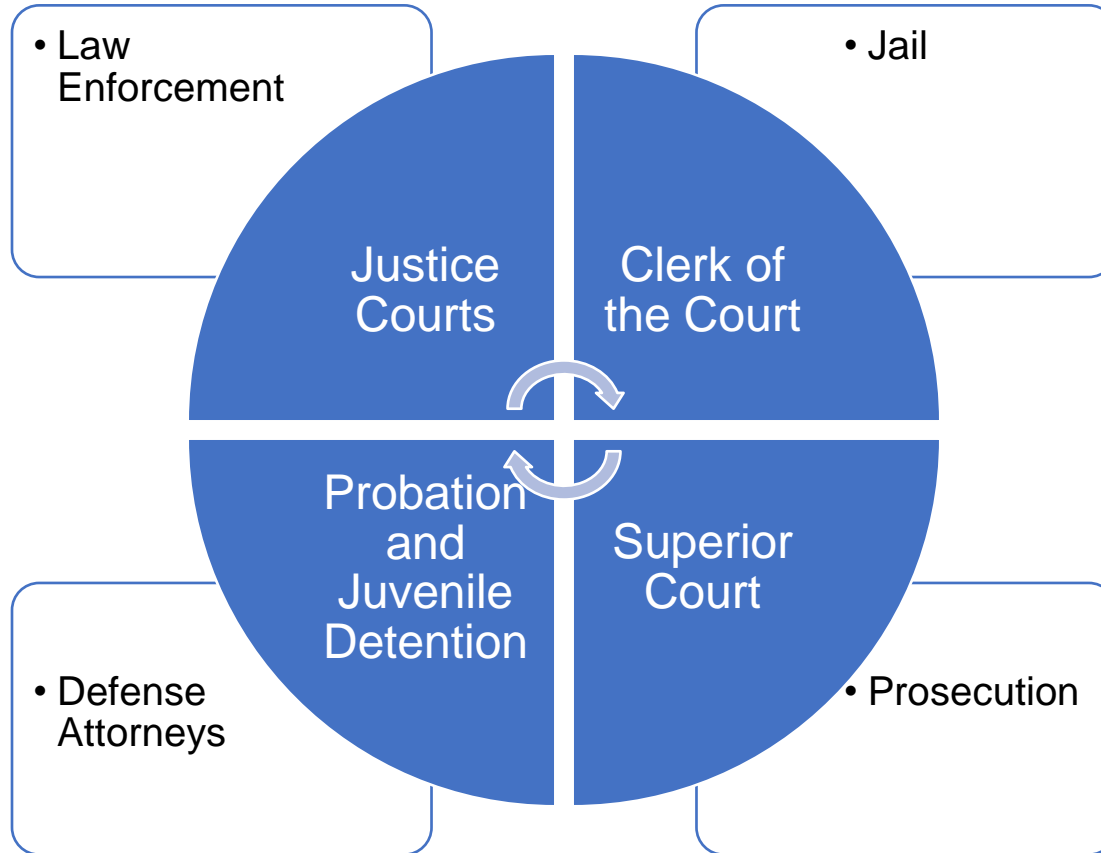 • Law
Enforcement
• Jail
Justice
Courts
Clerk of
the Court
Probation
and
Juvenile
Detention
Superior
Court
• Defense
Attorneys
• Prosecution